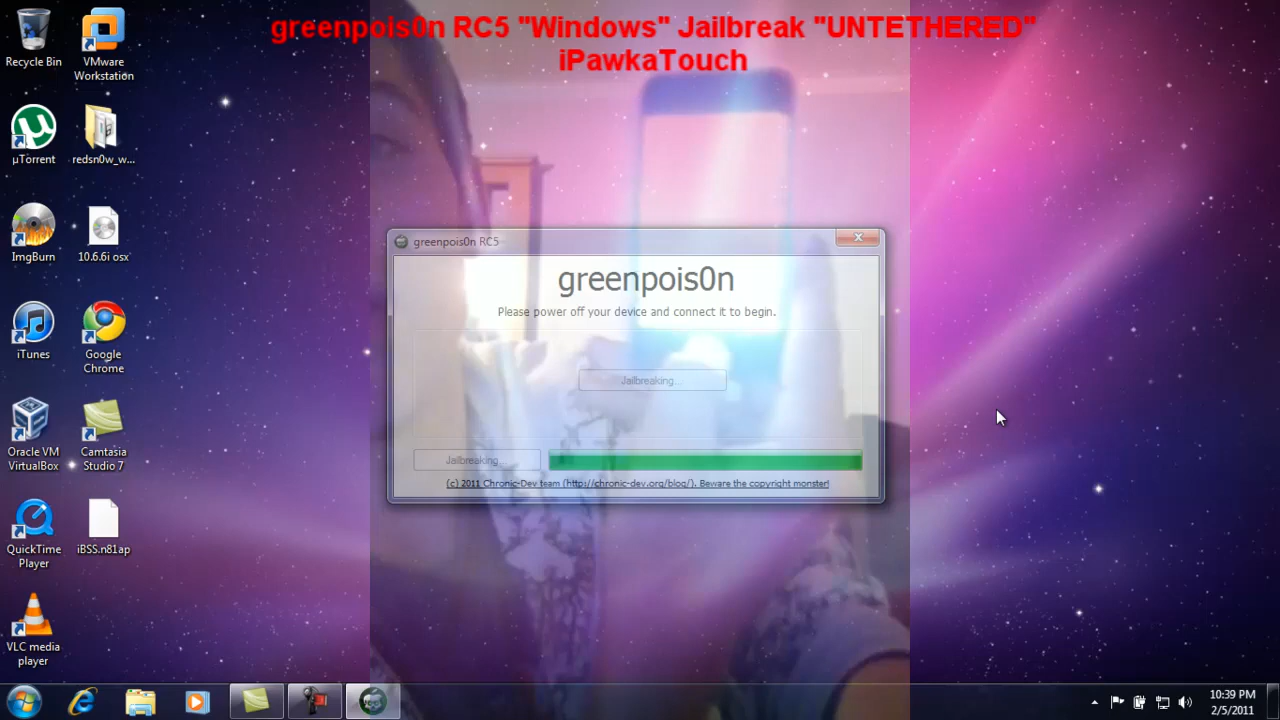 greenpois0n RC5 "Windows" Jailbreak "UNTETHERED"
iPawkaTouch
Recycle Bin
VMware
Workstation
µTorrent
redsn0w_w...
ImgBurn
10.6.6i osx
iTunes
Google
Chrome
Oracle VM
VirtualBox
Camtasia
Studio 7
QuickTime
Player
iBSS.n81ap
VLC media
player
greenpois0n RC5
greenpois0n
Please power off your device and connect it to begin.
Jailbreaking...
Jailbreaking...
(c) 2011 Chronic-Dev team (http://chronic-dev.org/blog/). Beware the copyright monster!
10:39 PM
2/5/2011